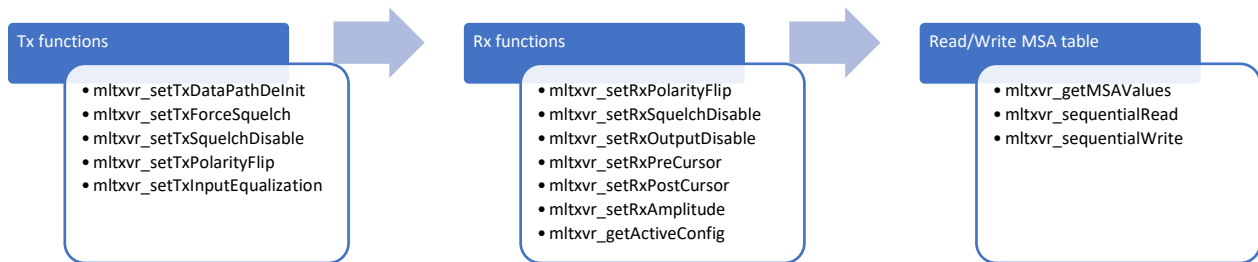 Tx functions
• mltxvr_setTxDataPathDeInit
• mltxvr_setTxForceSquelch
• mltxvr_setTxSquelchDisable
• mltxvr_setTxPolarityFlip
• mltxvr_setTxInputEqualization
Rx functions
• mltxvr_setRxPolarityFlip
• mltxvr_setRxSquelchDisable
• mltxvr_setRxOutputDisable
• mltxvr_setRxPreCursor
• mltxvr_setRxPostCursor
• mltxvr_setRxAmplitude
• mltxvr_getActiveConfig
Read/Write MSA table
• mltxvr_getMSAValues
• mltxvr_sequentialRead
• mltxvr_sequentialWrite